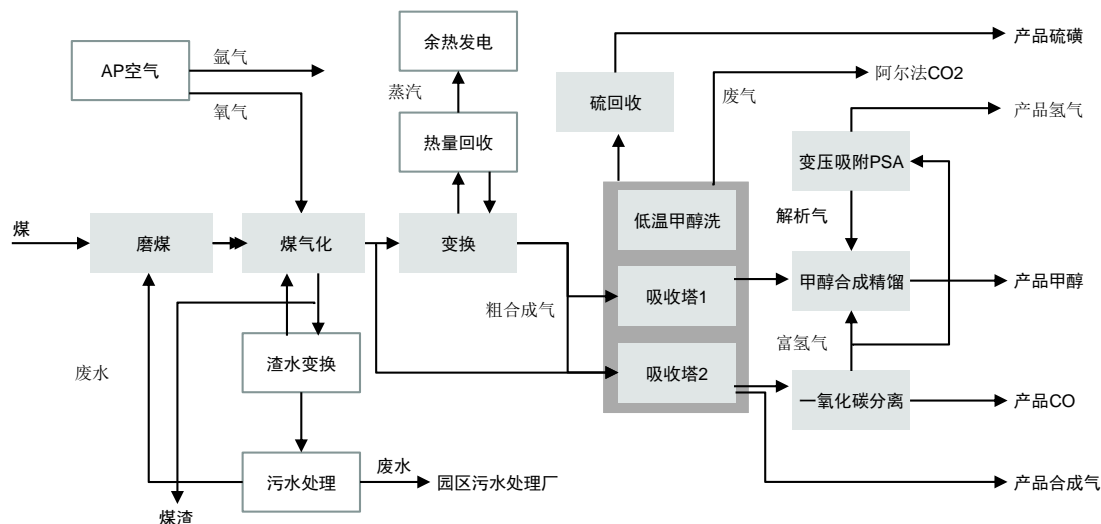 余热发电
产品硫磺
AP空气
氩气
氧气
蒸汽
硫回收
废气
阿尔法CO2
产品氢气
热量回收
变压吸附PSA
煤
磨煤
煤气化
变换
低温甲醇洗
解析气
粗合成气
吸收塔1
甲醇合成精馏
产品甲醇
废水
渣水变换
吸收塔2
富氢气
一氧化碳分离
产品CO
污水处理
废水
园区污水处理厂
产品合成气
煤渣